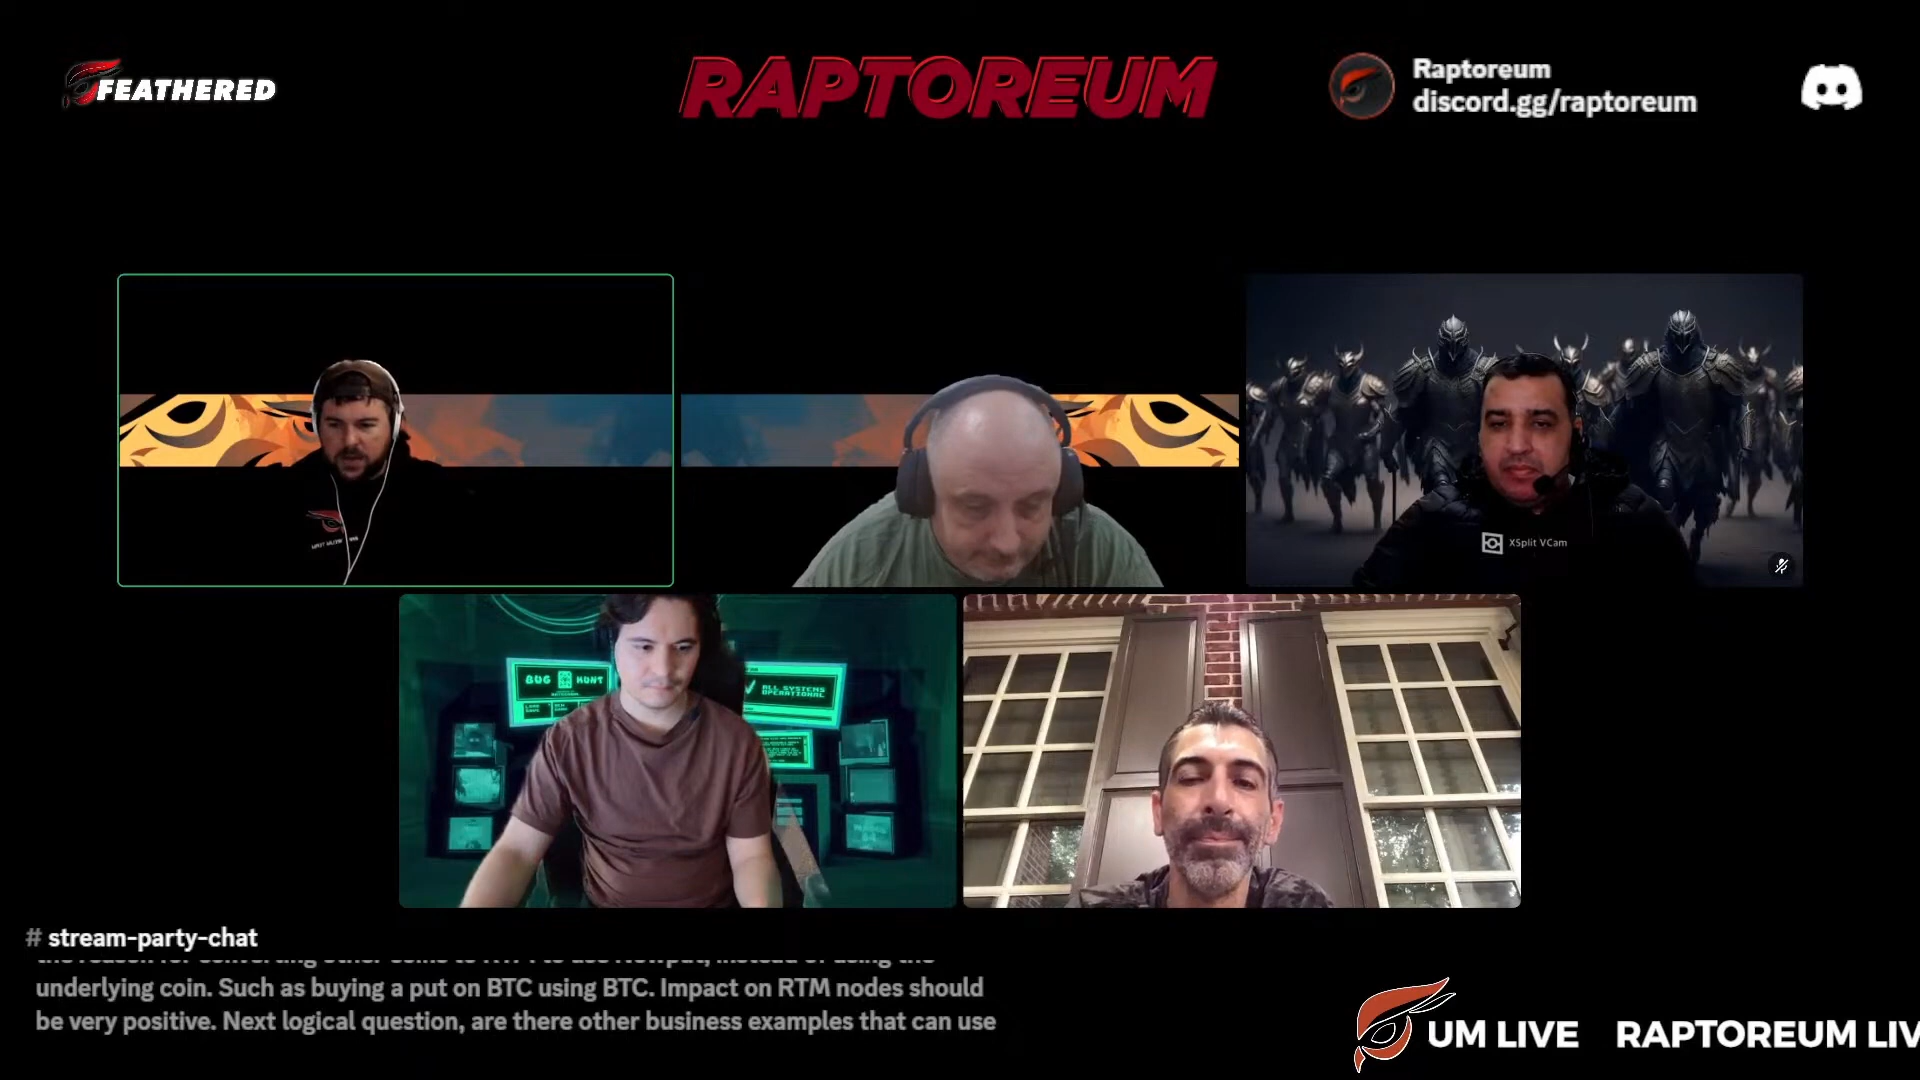 FEATHERED
RAPTOREUM
Raptoreum
discord.gg/raptoreum
XSplit VCam
BUG HUNT
ALL SYSTEMS
OPERATIONAL
# stream-party-chat
underlying coin. Such as buying a put on BTC using BTC. Impact on RTM nodes should
be very positive. Next logical question, are there other business examples that can use
UM LIVE RAPTOREUM LIV